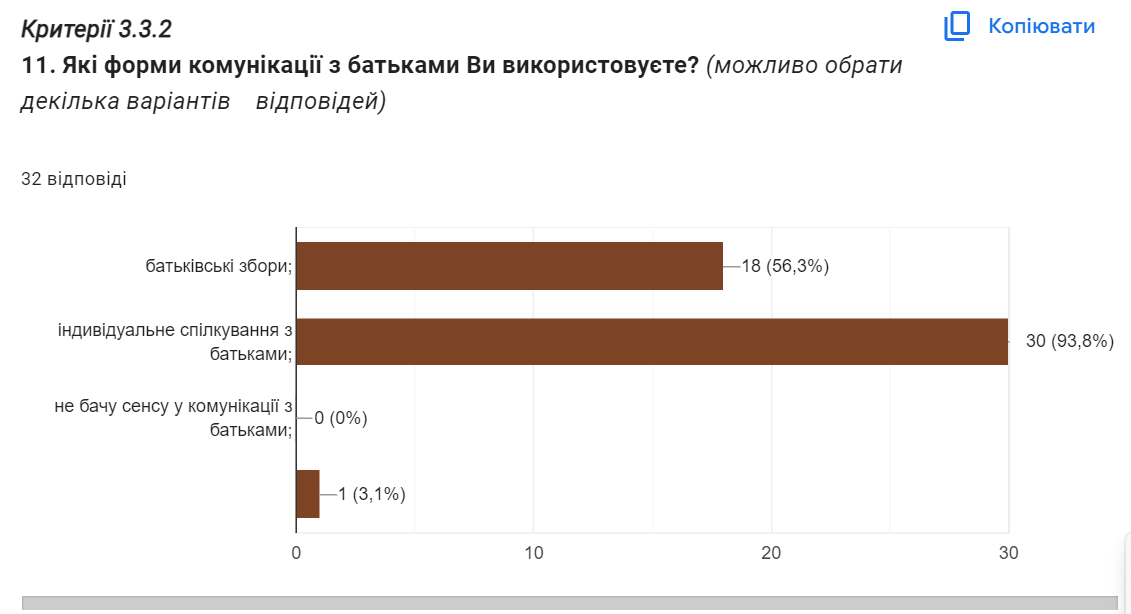 Критерії 3.3.2
Копіювати
11. Які форми комунікації з батьками Ви використовуєте? (можливо обрати
декілька варіантів відповідей)
32 відповіді
батьківські збори;
18 (56,3%)
індивідуальне спілкування з
батьками;
30 (93,8%)
не бачу сенсу у комунікації з
батьками;
0 (0%)
1 (3,1%)
0 10 20 30